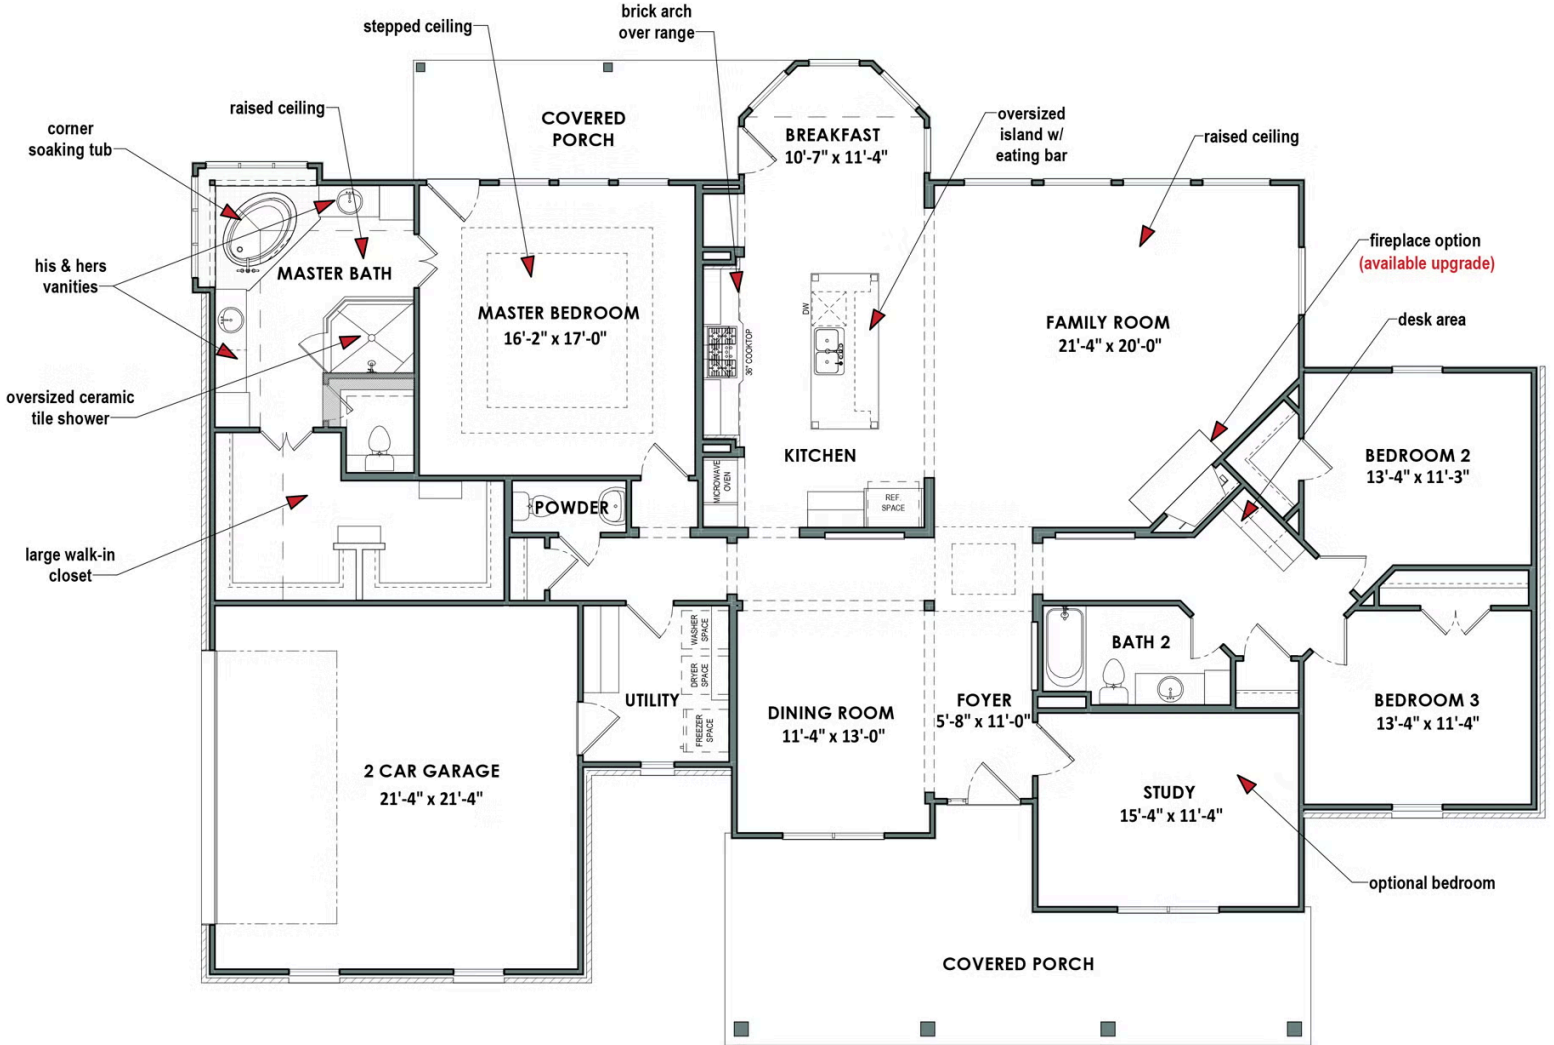 brick arch
over range
stepped ceiling
COVERED
PORCH
raised ceiling
corner
soaking tub
BREAKFAST
10'-7" x 11'-4"
oversized
island w/
eating bar
raised ceiling
fireplace option
(available upgrade)
his & hers
vanities
MASTER BATH
MASTER BEDROOM
16'-2" x 17'-0"
DW
36" COOKTOP
FAMILY ROOM
21'-4" x 20'-0"
desk area
oversized ceramic
tile shower
KITCHEN
MICROWAVE
OVEN
REF.
SPACE
BEDROOM 2
13'-4" x 11'-3"
POWDER
large walk-in
closet
WASHER
SPACE
DRYER
SPACE
FREEZER
SPACE
UTILITY
BATH 2
DINING ROOM
11'-4" x 13'-0"
FOYER
5'-8" x 11'-0"
BEDROOM 3
13'-4" x 11'-4"
2 CAR GARAGE
21'-4" x 21'-4"
STUDY
15'-4" x 11'-4"
optional bedroom
COVERED PORCH